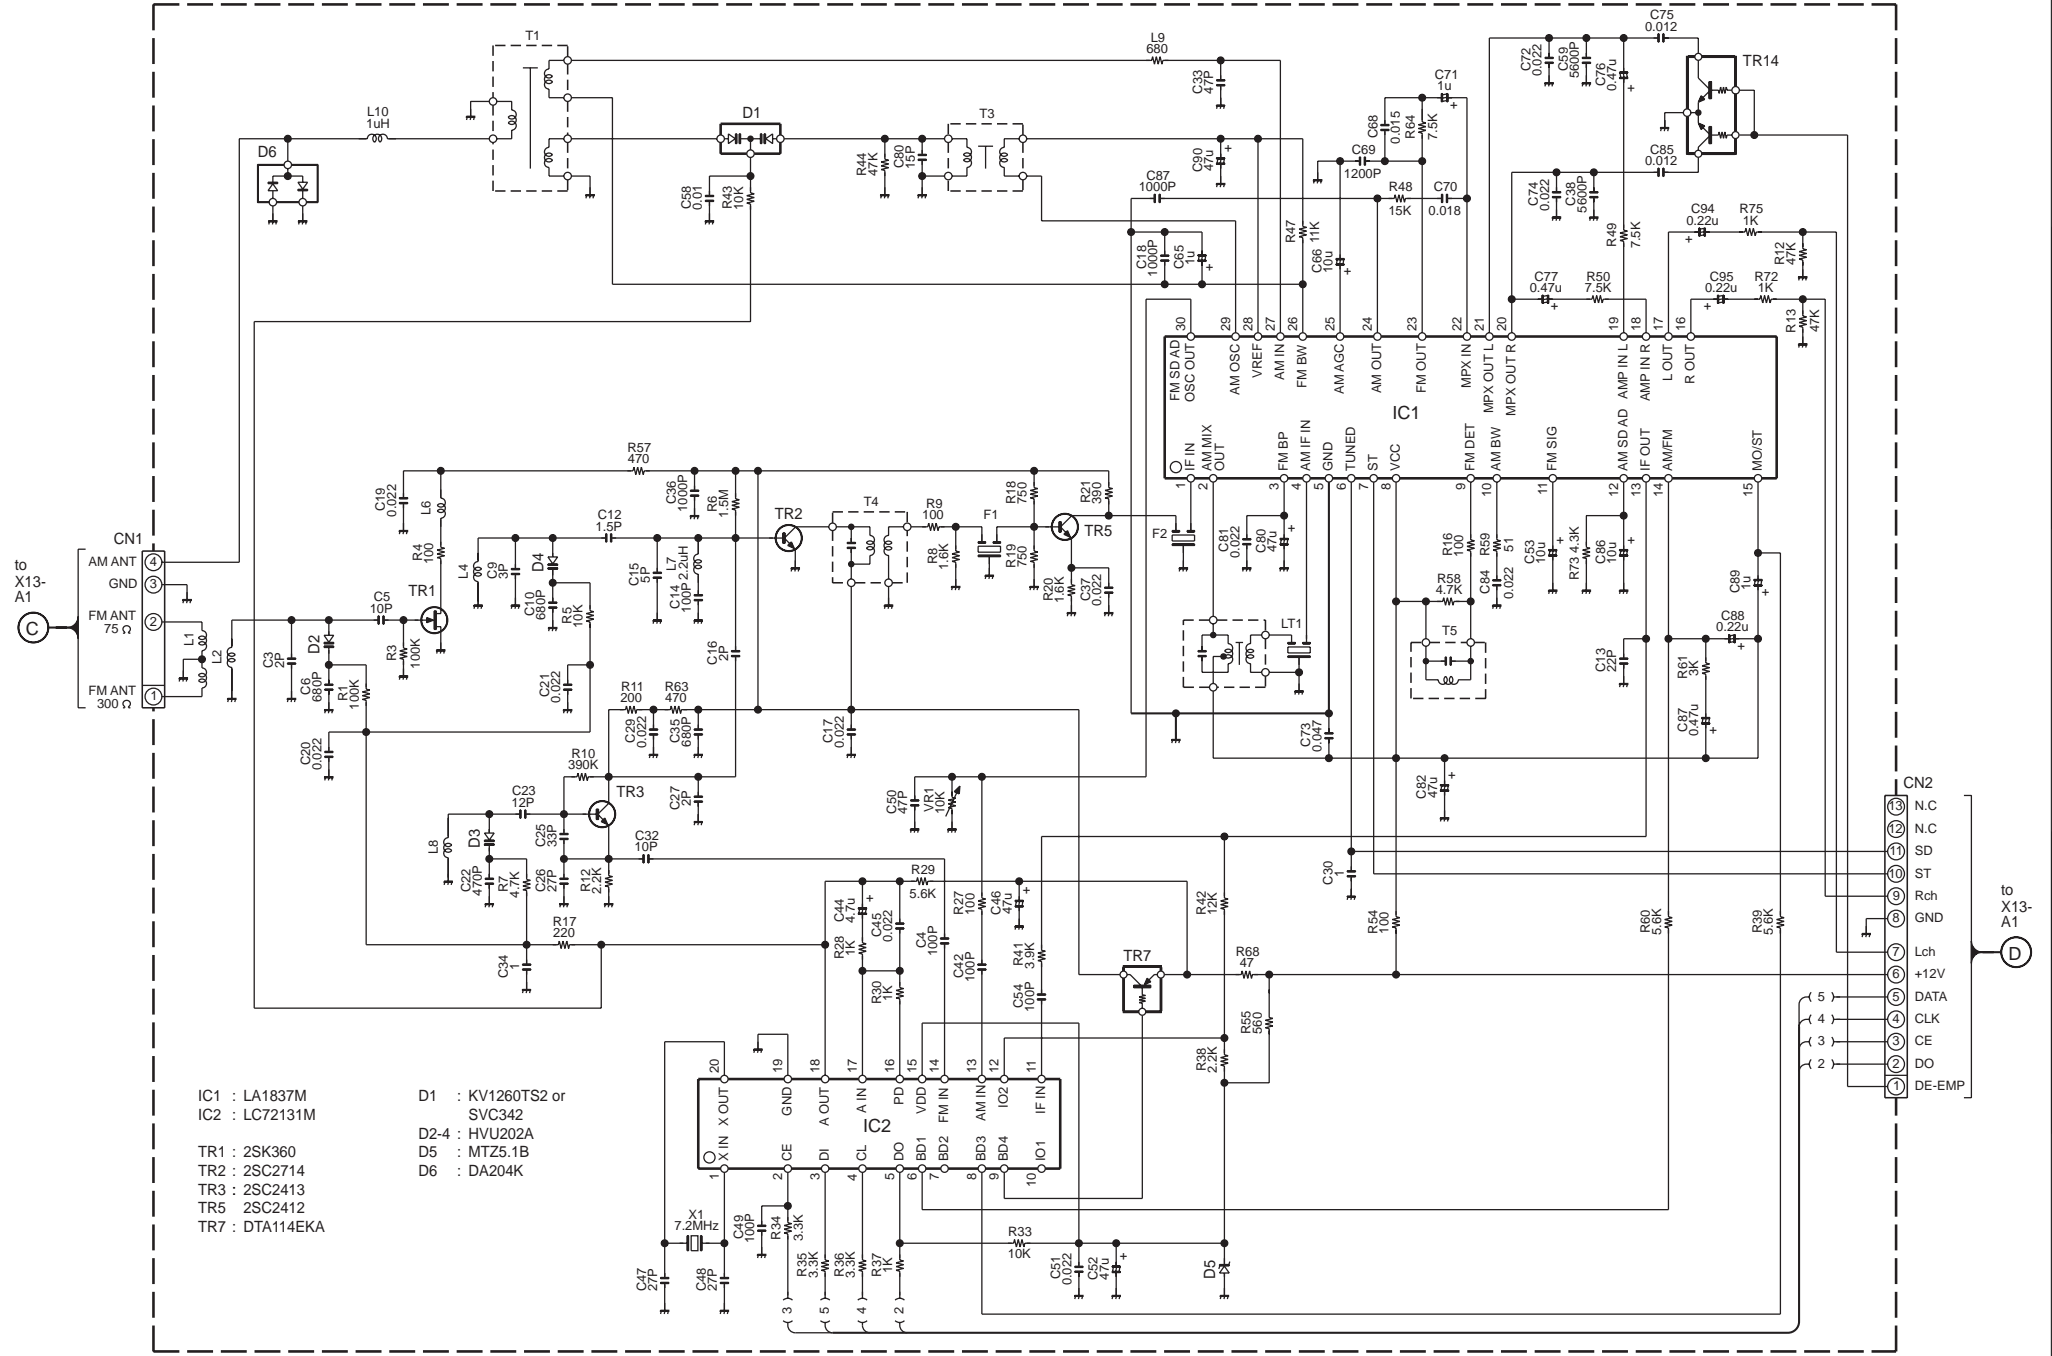 T1
L10
1uH
D6
D1
C58
0.01
R43
10K
R44
47K
C80
15P
T3
L9
680
C33
47P
C90
47u
+
C87
1000P
C18
1000P
C65
1u
+
R47
11K
C66
10u
+
C69
1200P
C68
0.015
R64
7.5K
C71
1u
+
R48
15K
C70
0.018
C72
0.022
C59
5600P
C76
0.47u
+
C75
0.012
TR14
C85
0.012
C74
0.022
C38
5600P
R49
7.5K
C94
0.22u
+
R75
1K
R12
47K
C77
0.47u
+
R50
7.5K
C95
0.22u
+
R72
1K
R13
47K
30 29 28 27 26 25 24 23 22 21 20 19 18 17 16
FM SD AD
OSC OUT
AM OSC
VREF
AM IN
FM BW
AM AGC
AM OUT
FM OUT
MPX IN
MPX OUT L
MPX OUT R
AMP IN L
AMP IN R
L OUT
R OUT
IC1
IF IN
AM MIX
OUT
FM BP
AM IF IN
GND
TUNED
ST
VCC
FM DET
AM BW
FM SIG
AM SD AD
IF OUT
AM/FM
MO/ST
1 2 3 4 5 6 7 8 9 10 11 12 13 14 15
R57
470
C19
0.022
L6
R4
100
TR1
C12
1.5P
L4
C9
3P
D4
C10
680P
R5
10K
C15
5P
L7
2.2uH
C14
100P
C36
1000P
R6
1.5M
TR2
T4
R9
100
R8
1.6K
F1
R18
750
R19
750
R21
390
TR5
R20
1.6K
C37
0.022
F2
C81
0.022
C80
47u
+
LT1
R16
100
R59
51
R58
4.7K
C84
0.022
T5
C53
10u
+
R73 4.3K
C86
10u
+
C13
22P
C89
1u
+
C88
0.22u
+
R61
3K
C87
0.47u
+
to
X13-
A1
C
CN1
AM ANT 4
GND 3
FM ANT
75 Ω 2
FM ANT
300 Ω 1
L1
L2
C3
2P
D2
C6
680P
R1
100K
C5
10P
R3
100K
C20
0.022
C21
0.022
C16
2P
R11
200
R63
470
C29
0.022
C35
680P
C17
0.022
R10
390K
C23
12P
TR3
C27
2P
L8
D3
C22
470P
R7
4.7K
C25
33P
C26
27P
R12
2.2K
C32
10P
R17
220
C34
1
C50
47P
VR1
10K
C73
0.047
C82
47u
+
C30
1
R29
5.6K
C44
4.7u
+
C45
0.022
R28
1K
R30
1K
C4
100P
R27
100
C42
100P
C46
47u
+
R41
3.9K
C54
100P
TR7
R42
12K
R68
47
R55
560
R38
2.2K
R54
100
R60
5.6K
R39
5.6K
CN2
13 N.C
12 N.C
11 SD
10 ST
9 Rch
8 GND
7 Lch
6 +12V
5 DATA
4 CLK
3 CE
2 DO
1 DE-EMP
5
4
3
2
to
X13-
A1
D
20 19 18 17 16 15 14 13 12 11
X OUT
GND
A OUT
A IN
PD
VDD
FM IN
AM IN
IO2
IF IN
IC2
X IN
CE
DI
CL
DO
BD1
BD2
BD3
BD4
IO1
1 2 3 4 5 6 7 8 9 10
X1
7.2MHz
C47
27P
C48
27P
C49
100P
R34
3.3K
R35
3.3K
R36
3.3K
R37
1K
R33
10K
C51
0.022
C52
47u
+
D5
3 5 4 2
IC1 : LA1837M
IC2 : LC72131M
TR1 : 2SK360
TR2 : 2SC2714
TR3 : 2SC2413
TR5 2SC2412
TR7 : DTA114EKA
D1 : KV1260TS2 or
SVC342
D2-4 : HVU202A
D5 : MTZ5.1B
D6 : DA204K